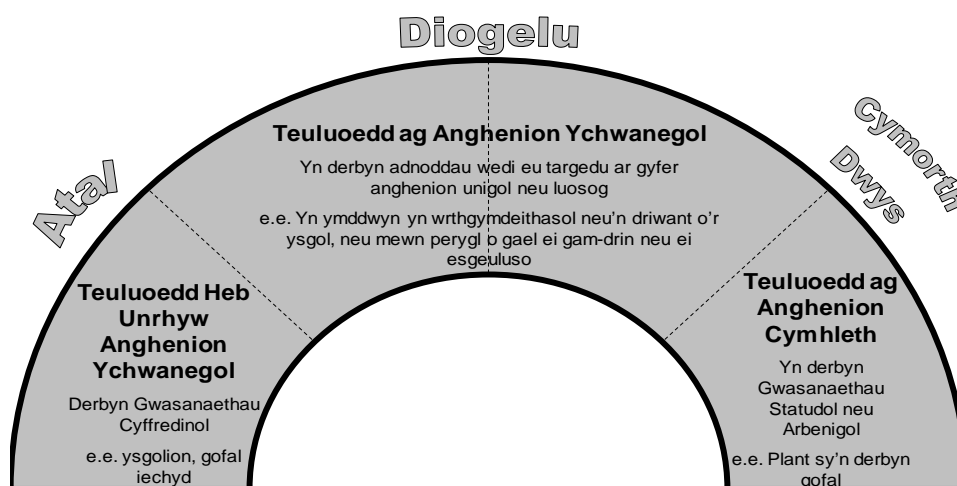 Diogelu
Atal
Cymorth
Dwys
Teuluoedd ag Anghenion Ychwanegol
Yn derbyn adnoddau wedi eu targedu ar gyfer
anghenion unigol neu luosog
e.e. Yn ymddwyn yn wrthgymdeithasol neu'n driwant o'r
ysgol, neu mewn perygl o gael ei gam-drin neu ei
esgeuluso
Teuluoedd Heb
Unrhyw
Anghenion
Ychwanegol
Derbyn Gwasanaethau
Cyffredinol
e.e. ysgolion, gofal
iechyd
Teuluoedd ag
Anghenion
Cymhleth
Yn derbyn
Gwasanaethau
Statudol neu
Arbenigol
e.e. Plant sy'n derbyn
gofal